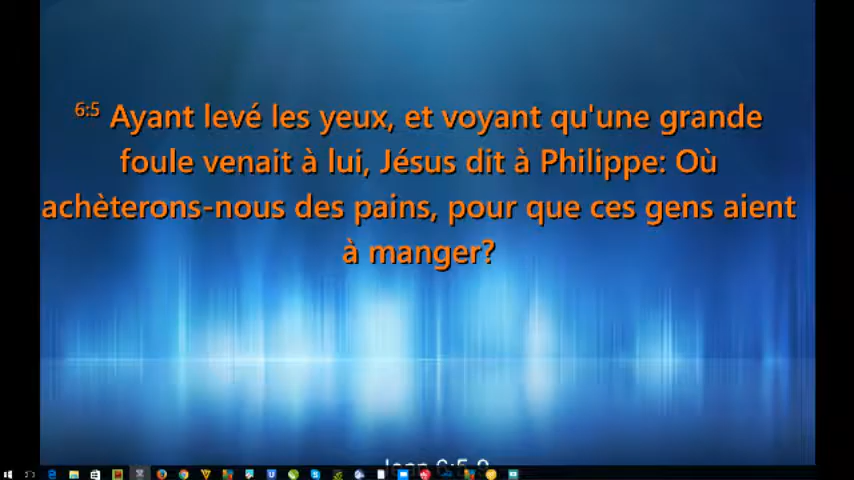 6:5 Ayant levé les yeux, et voyant qu'une grande
foule venait à lui, Jésus dit à Philippe: Où
achèterons-nous des pains, pour que ces gens aient
à manger?